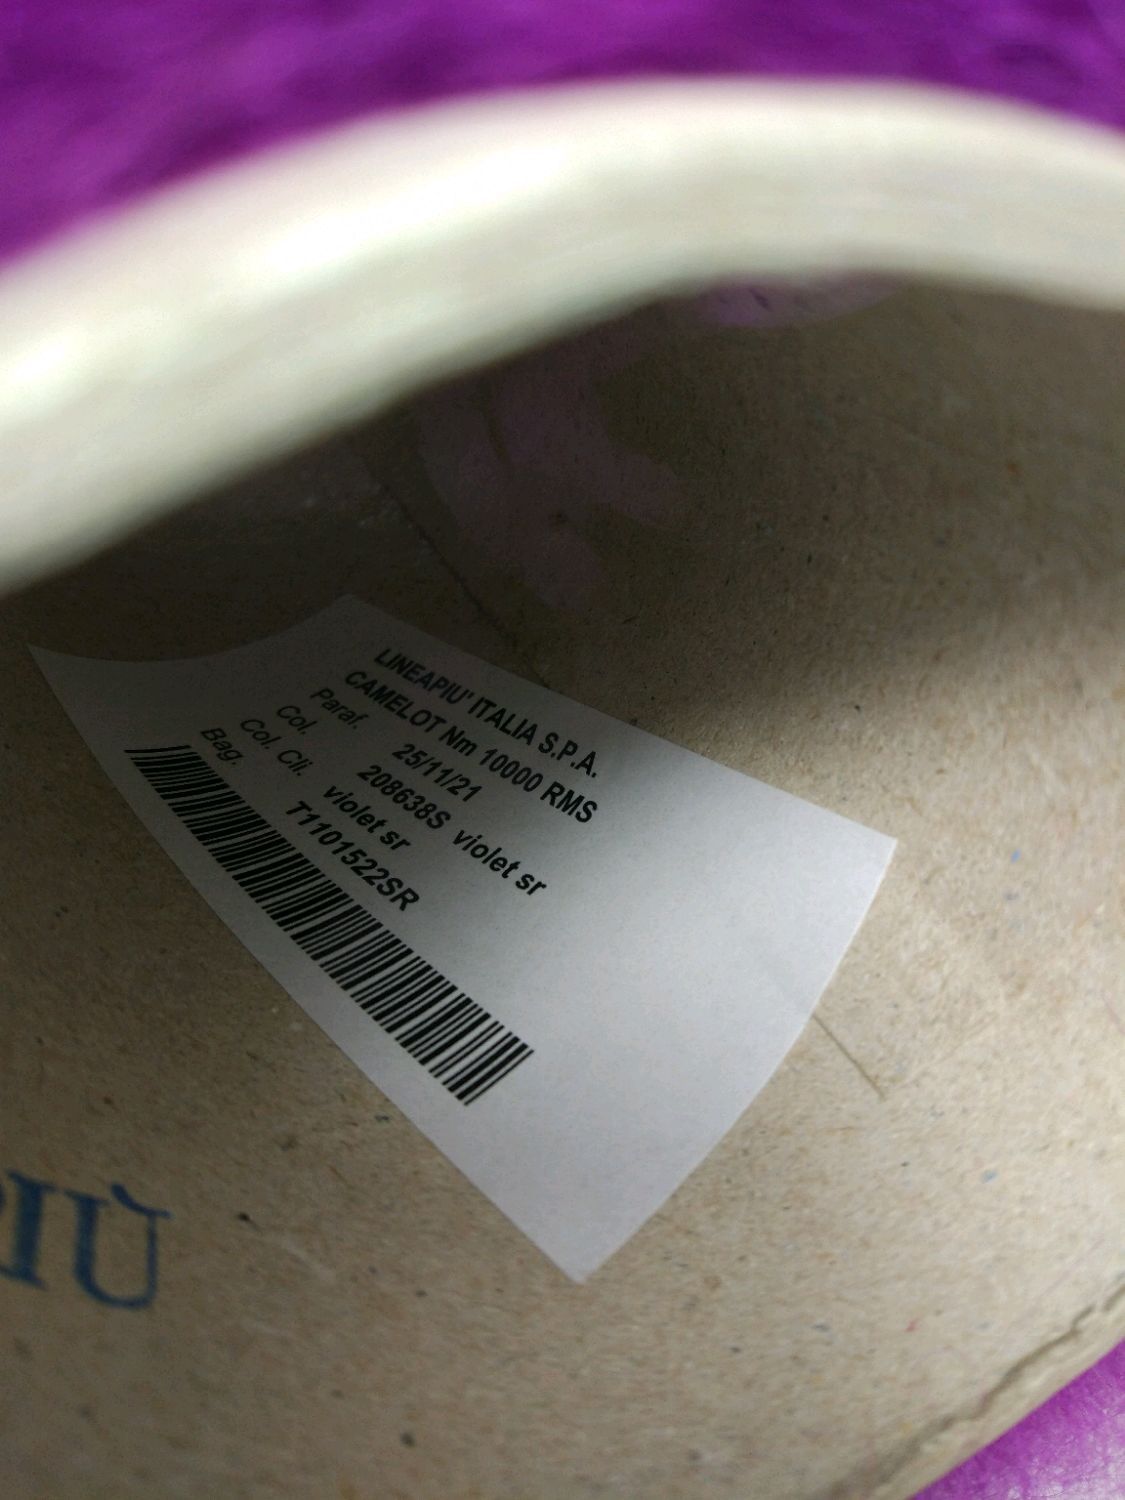 LINEAPIU' ITALIA S.P.A.
CAMELOT Nm 10000 RMS
Paraf. 25/11/21
Col. 208638S violet sr
Col. Cli. violet sr
Bag. T1101522SR
PIÙ